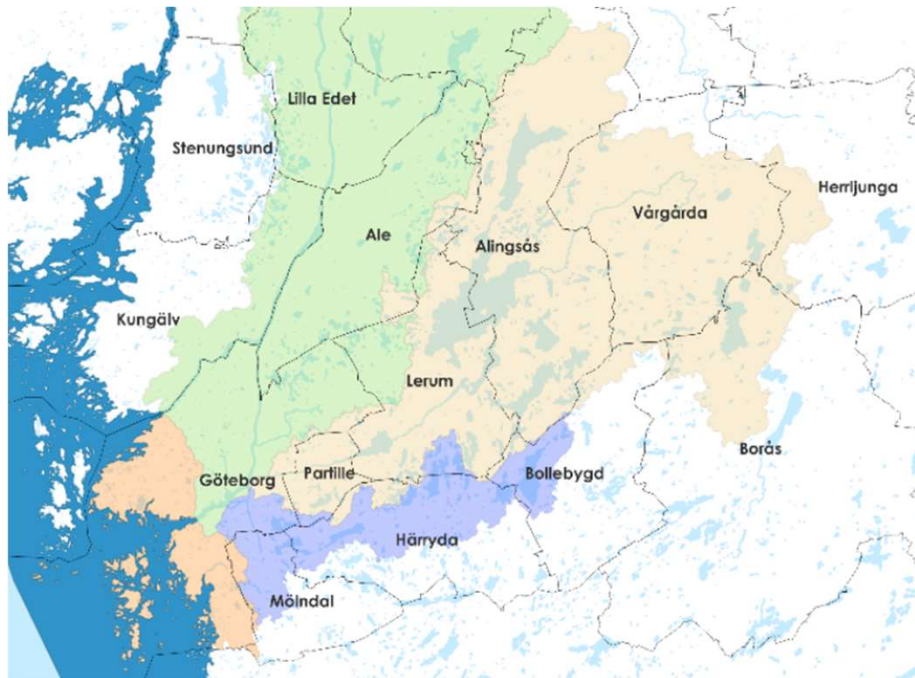 Lilla Edet
Stenungsund
Herrljunga
Vårgårda
Ale
Alingsås
Kungälv
Lerum
Borås
Göteborg
Partille
Bollebygd
Härryda
Mölndal